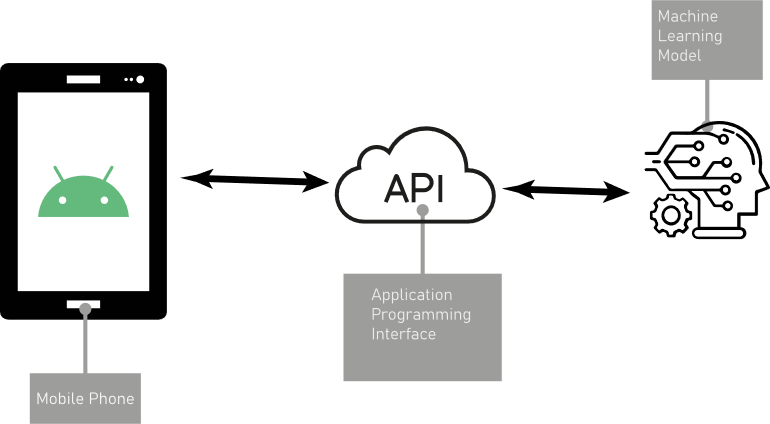 Machine
Learning
Model
API
Application
Programming
Interface
Mobile Phone